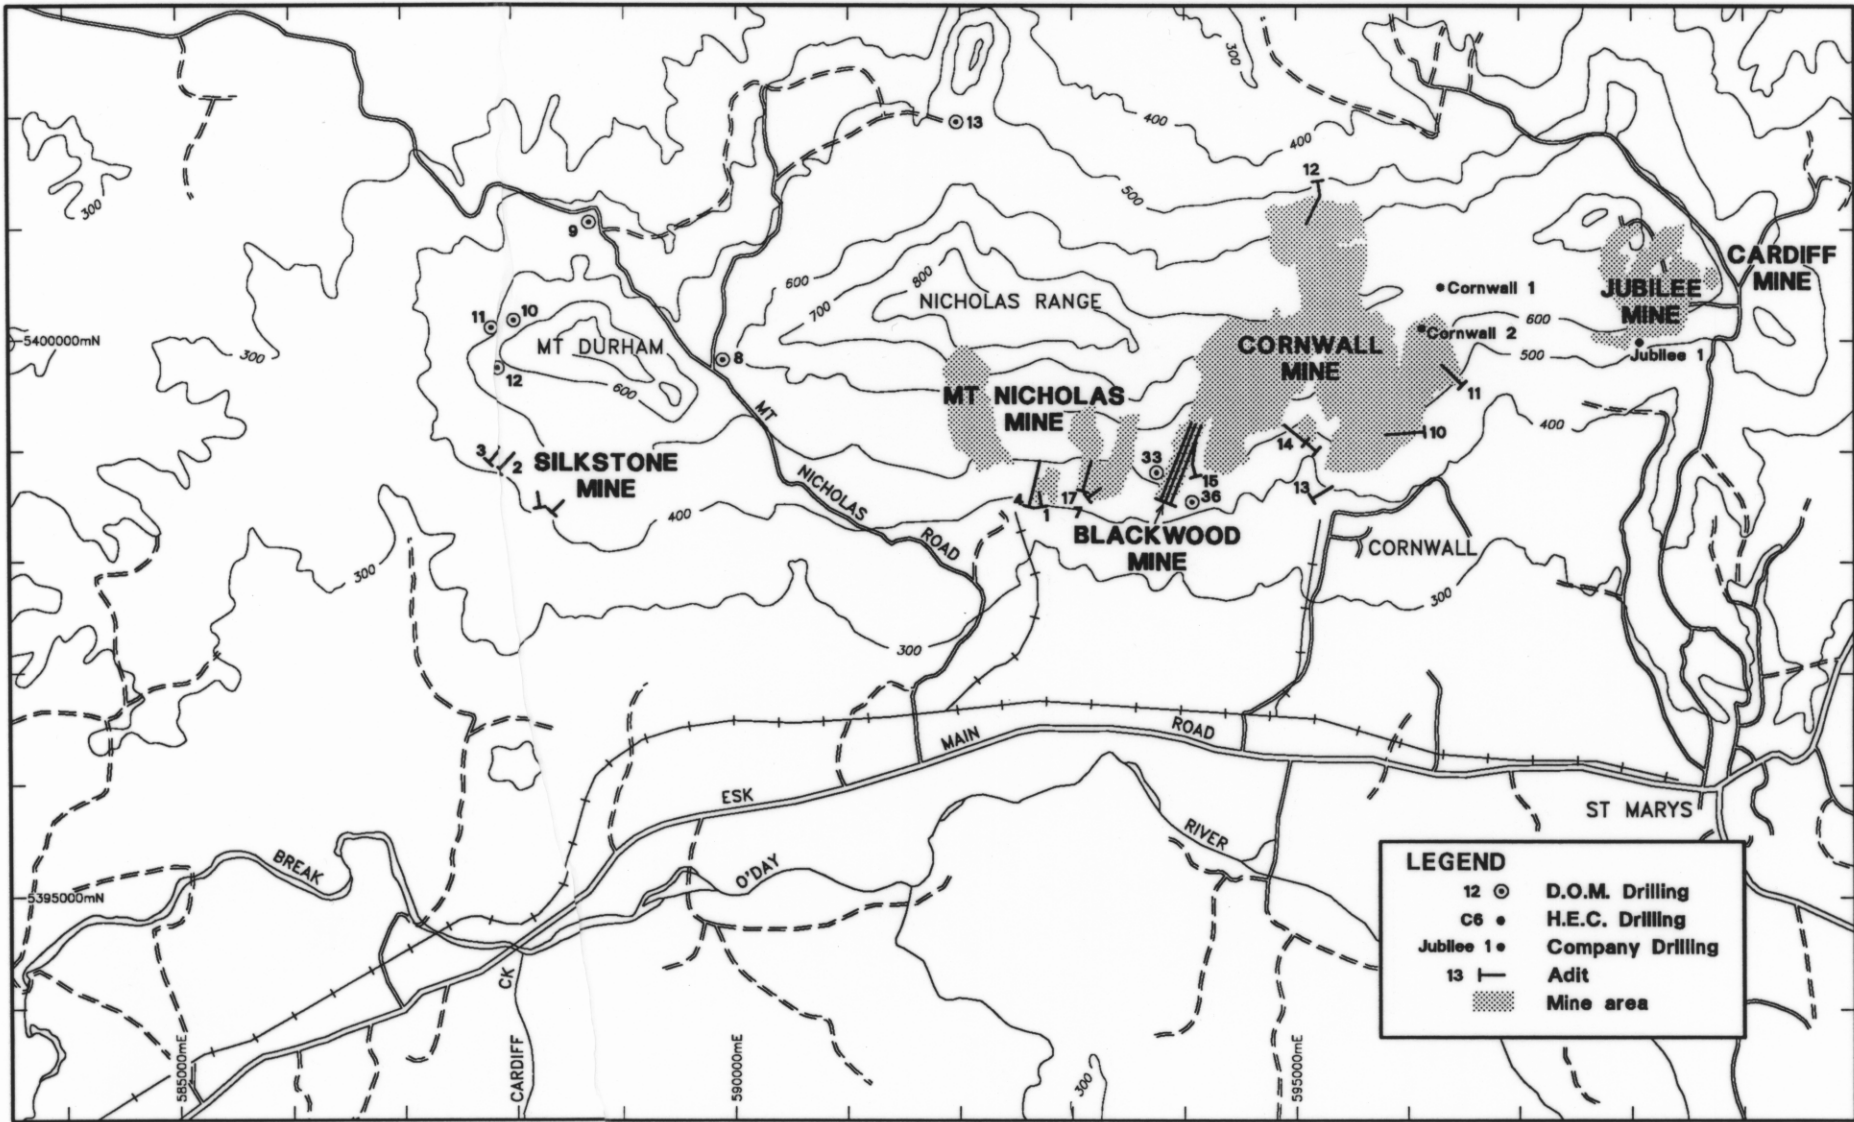 300
400
400
13
12
500
300
9
CARDIFF
MINE
800
600
NICHOLAS RANGE
Cornwall 1
JUBILEE
MINE
700
11
10
600
5400000mN
MT DURHAM
CORNWALL
MINE
Cornwall 2
300
8
500
Jubilee 1
12
600
MT NICHOLAS
MINE
11
MT
400
14
10
3
2
SILKSTONE
MINE
33
NICHOLAS
15
13
17
36
4
1
400
ROAD
BLACKWOOD
MINE
CORNWALL
300
300
300
MAIN
ROAD
ESK
ST MARYS
RIVER
BREAK
O'DAY
5395000mN
CK
CARDIFF
585000mE
590000mE
595000mE
300
LEGEND
12 D.O.M. Drilling
C6 H.E.C. Drilling
Jubilee 1 Company Drilling
13 Adit
Mine area